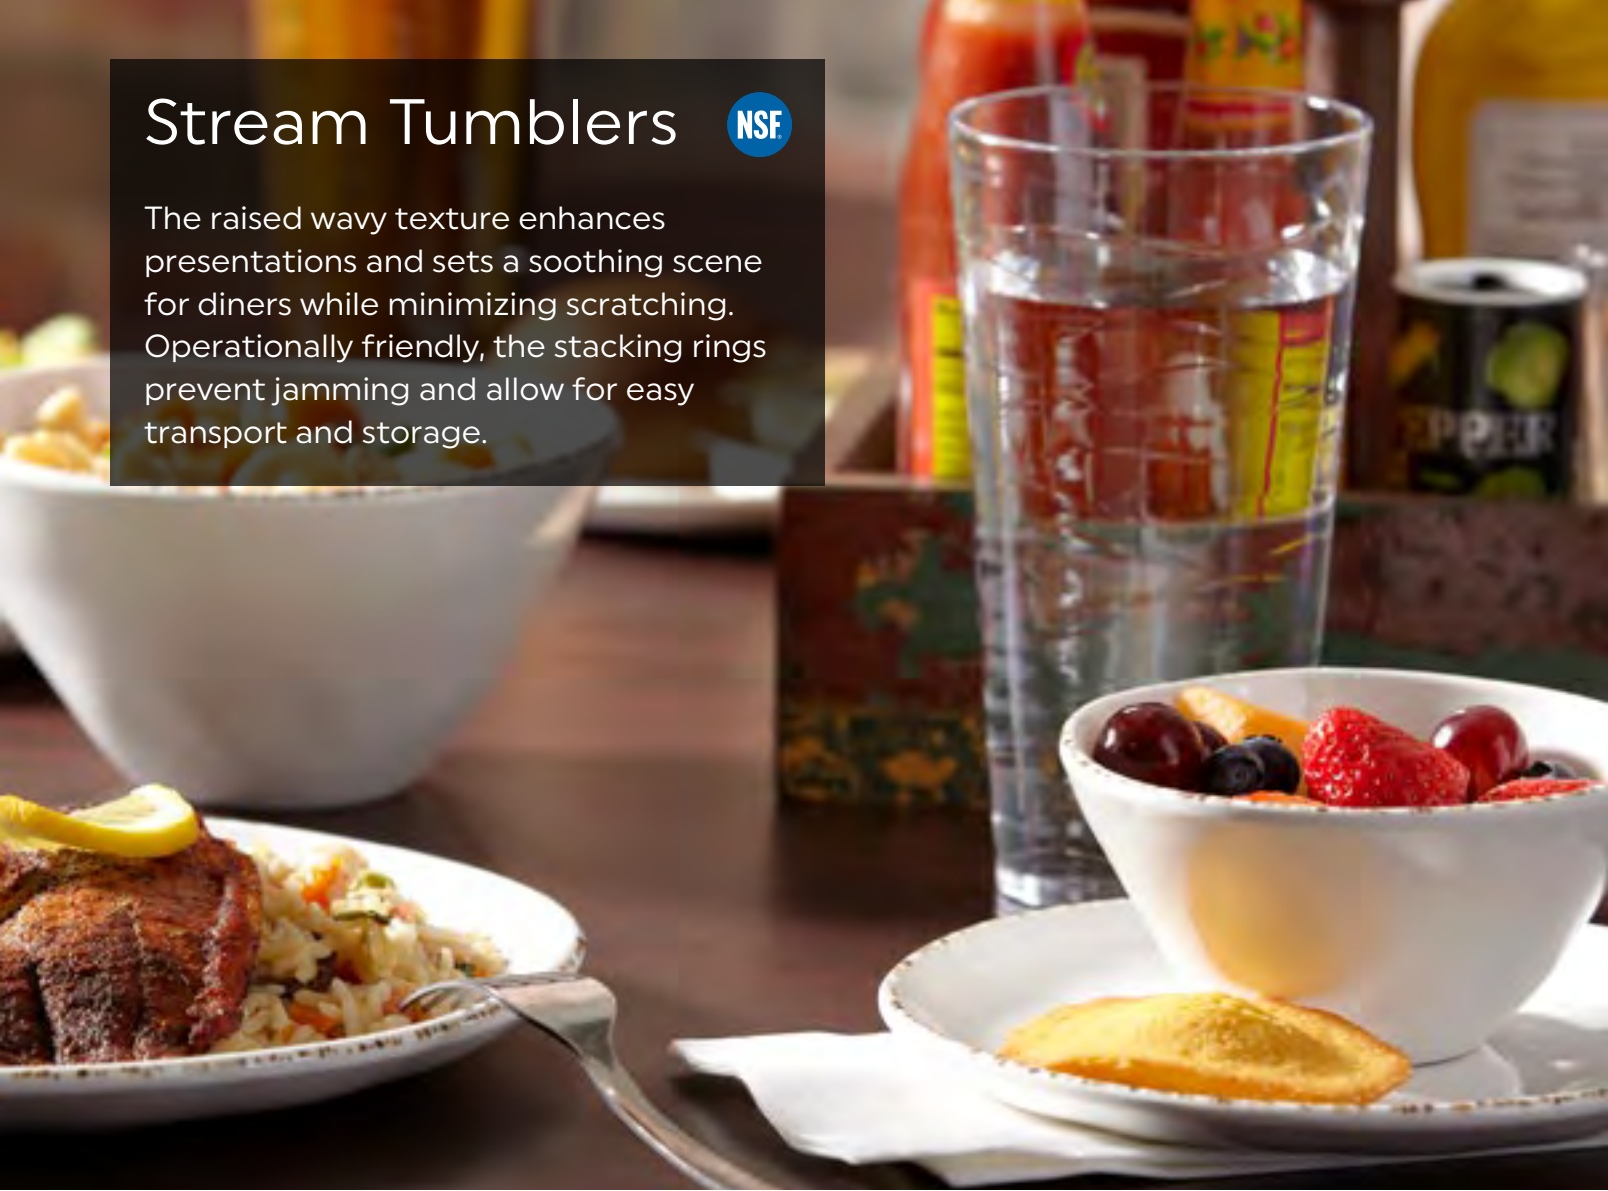 Stream Tumblers
NSF
The raised wavy texture enhances
presentations and sets a soothing scene
for diners while minimizing scratching.
Operationally friendly, the stacking rings
prevent jamming and allow for easy
transport and storage.